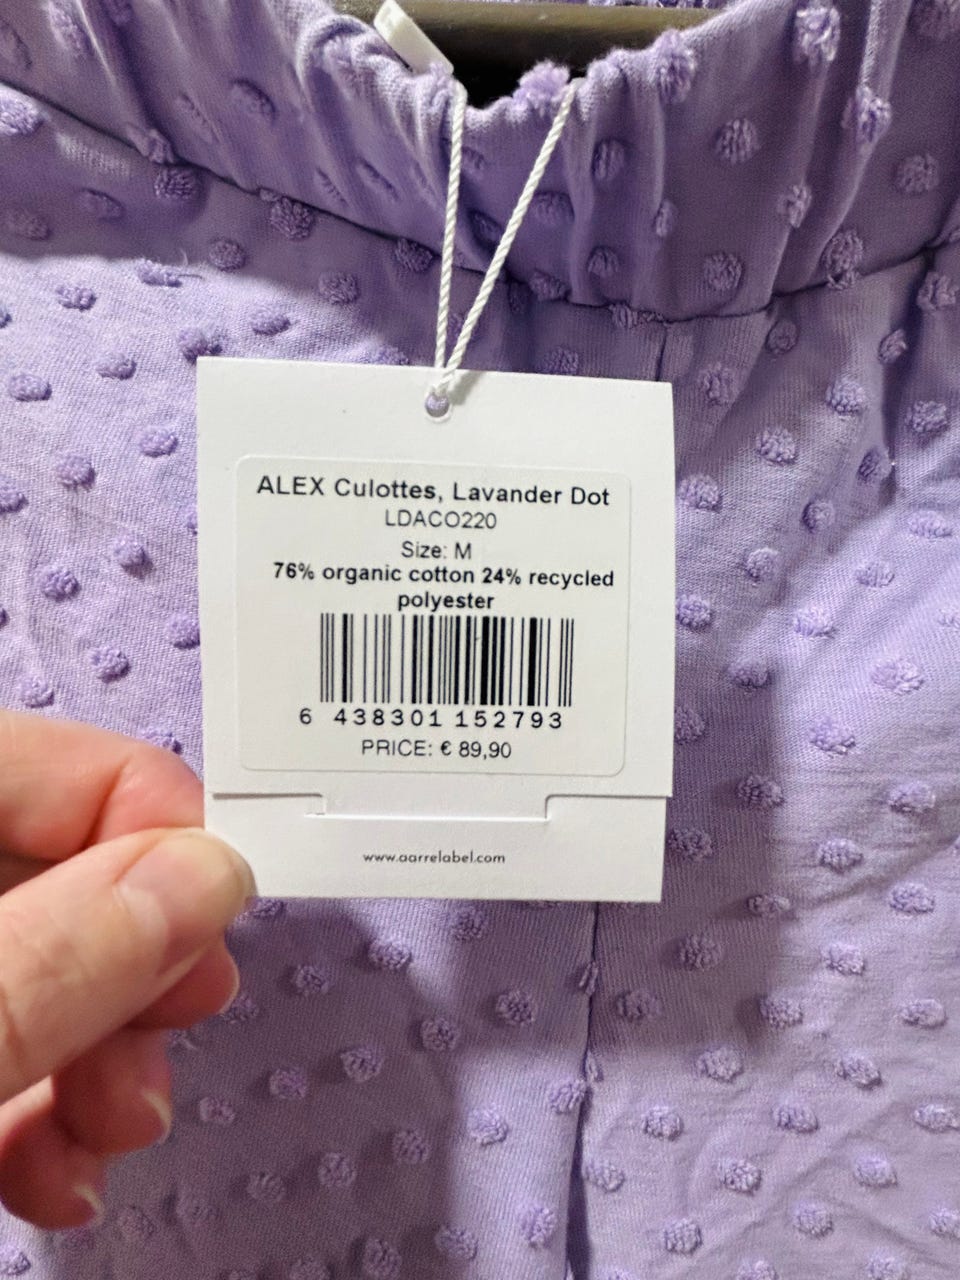 ALEX Culottes, Lavander Dot
LDACO220
Size: M
76% organic cotton 24% recycled
polyester
6 438301 152793
PRICE: € 89,90
www.aarrelabel.com